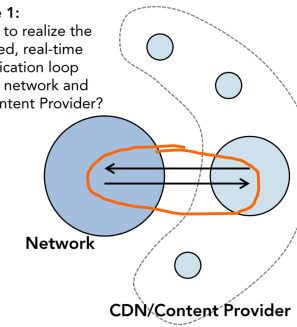 1:
to realize the
ed, real-time
ication loop
network and
ntent Provider?
Network
CDN/Content Provider